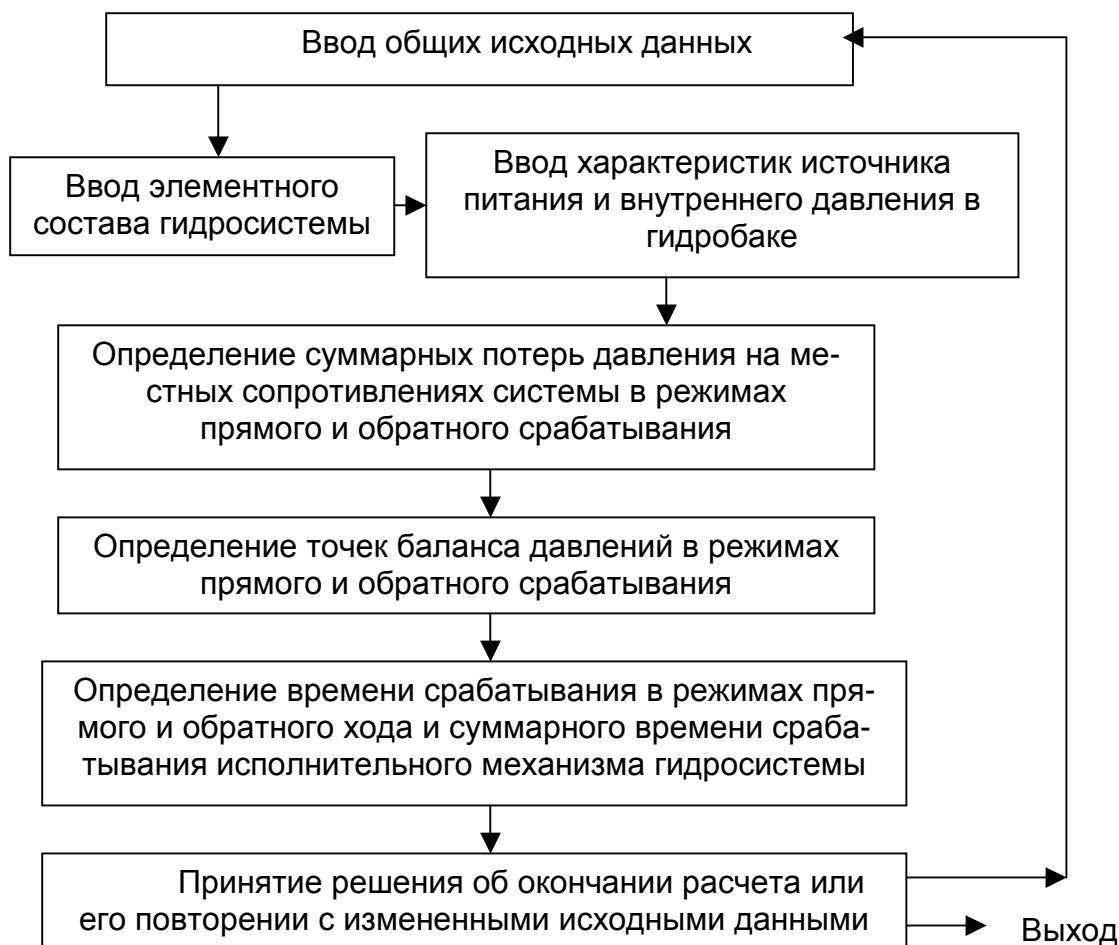 Ввод общих исходных данных
Ввод элементного
состава гидросистемы
Ввод характеристик источника
питания и внутреннего давления в
гидробаке
Определение суммарных потерь давления на ме-
стных сопротивлениях системы в режимах
прямого и обратного срабатывания
Определение точек баланса давлений в режимах
прямого и обратного срабатывания
Определение времени срабатывания в режимах пря-
мого и обратного хода и суммарного времени сраба-
тывания исполнительного механизма гидросистемы
Принятие решения об окончании расчета или
его повторении с измененными исходными данными
Выход